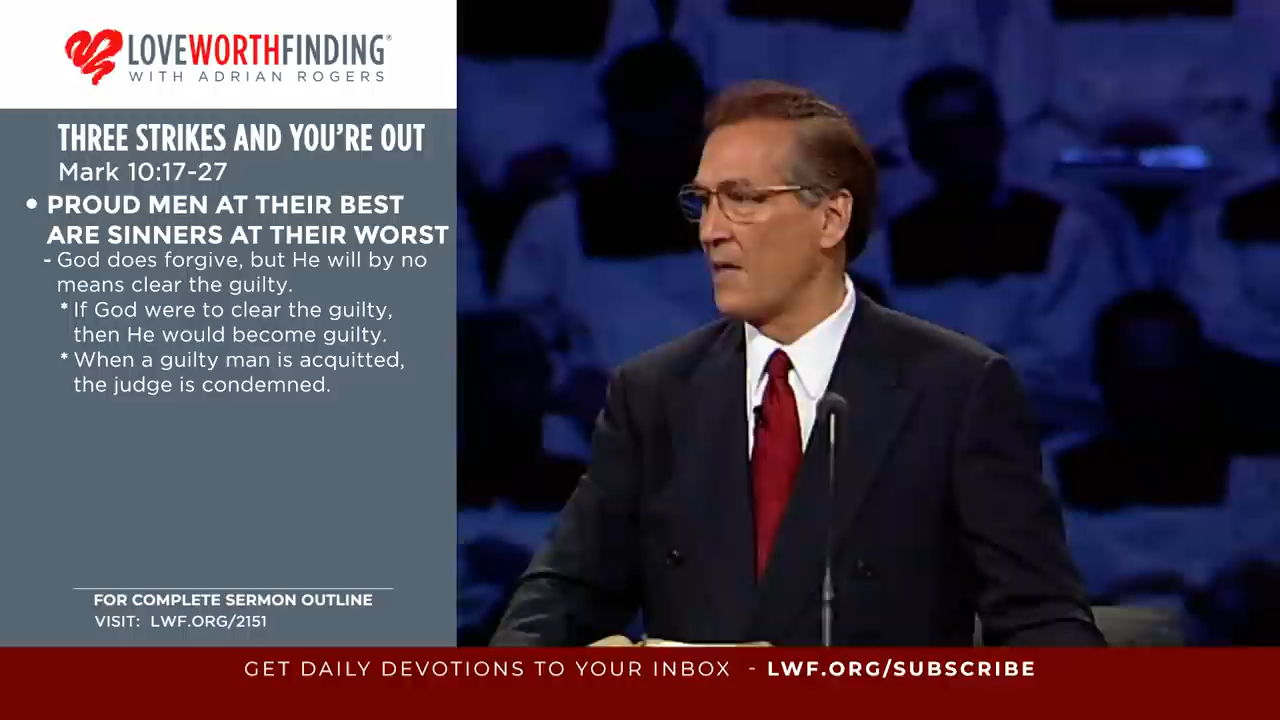 LOVEWORTHFINDING®
WITH ADRIAN ROGERS
THREE STRIKES AND YOU'RE OUT
Mark 10:17-27
• PROUD MEN AT THEIR BEST
ARE SINNERS AT THEIR WORST
- God does forgive, but He will by no
means clear the guilty.
* If God were to clear the guilty,
then He would become guilty.
* When a guilty man is acquitted,
the judge is condemned.
FOR COMPLETE SERMON OUTLINE
VISIT: LWF.ORG/2151
GET DAILY DEVOTIONS TO YOUR INBOX - LWF.ORG/SUBSCRIBE